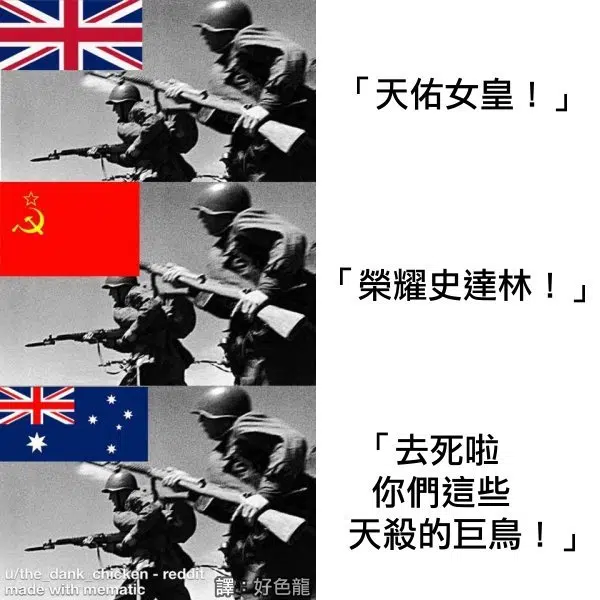 「天佑女皇！」
「榮耀史達林！」
「去死啦
你們這些
天殺的巨鳥！」
u/the_dank_chicken - reddit
made with mematic
譯：好色龍